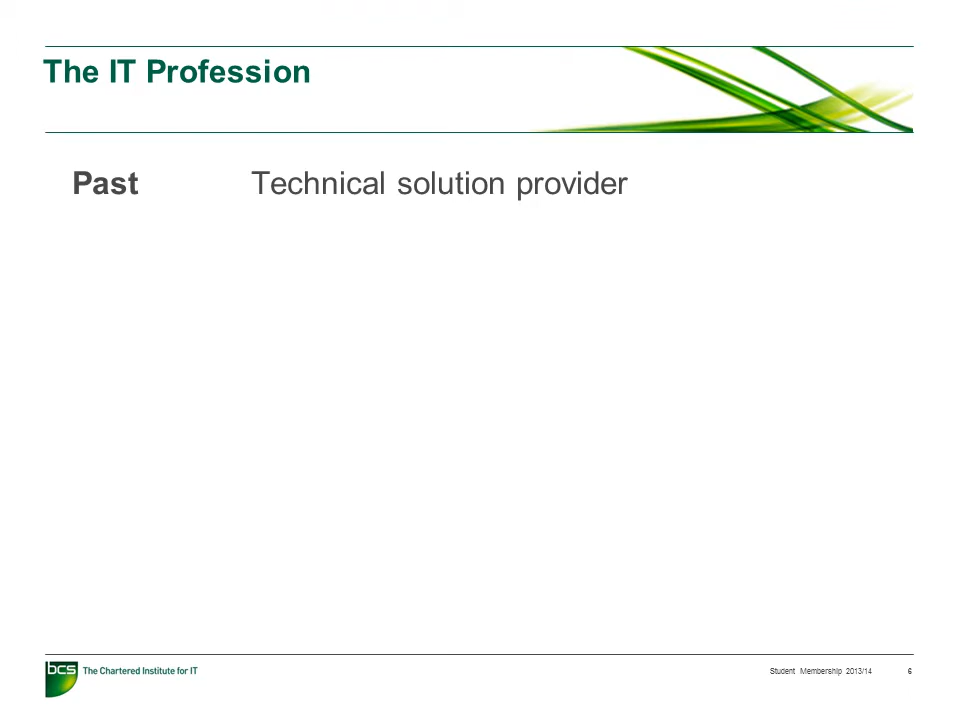 The IT Profession
Past Technical solution provider
bcs The Chartered Institute for IT
Student Membership 2013/14 6